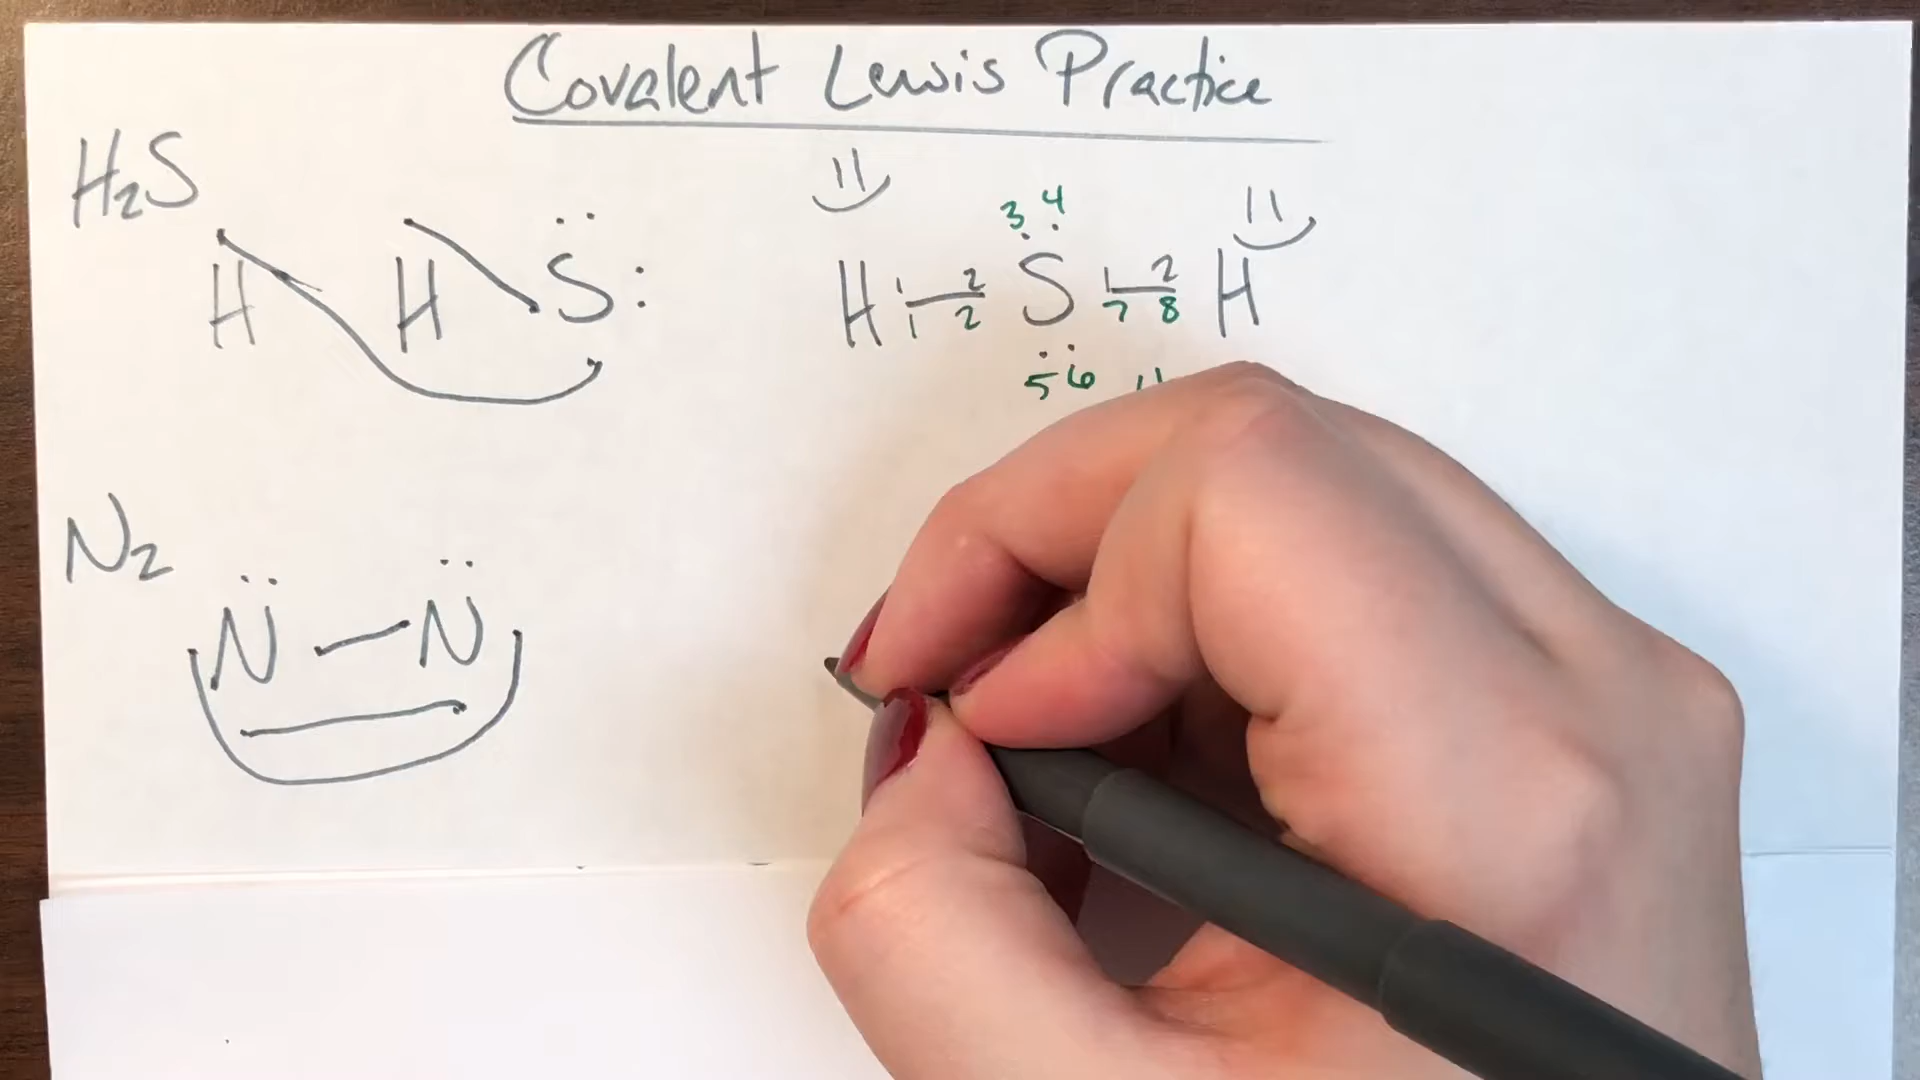 Covalent Lewis Practice
H₂S
H H S
3 4
H 1 2 S 1 2 H
1 2 7 8
5 6
N₂
N N